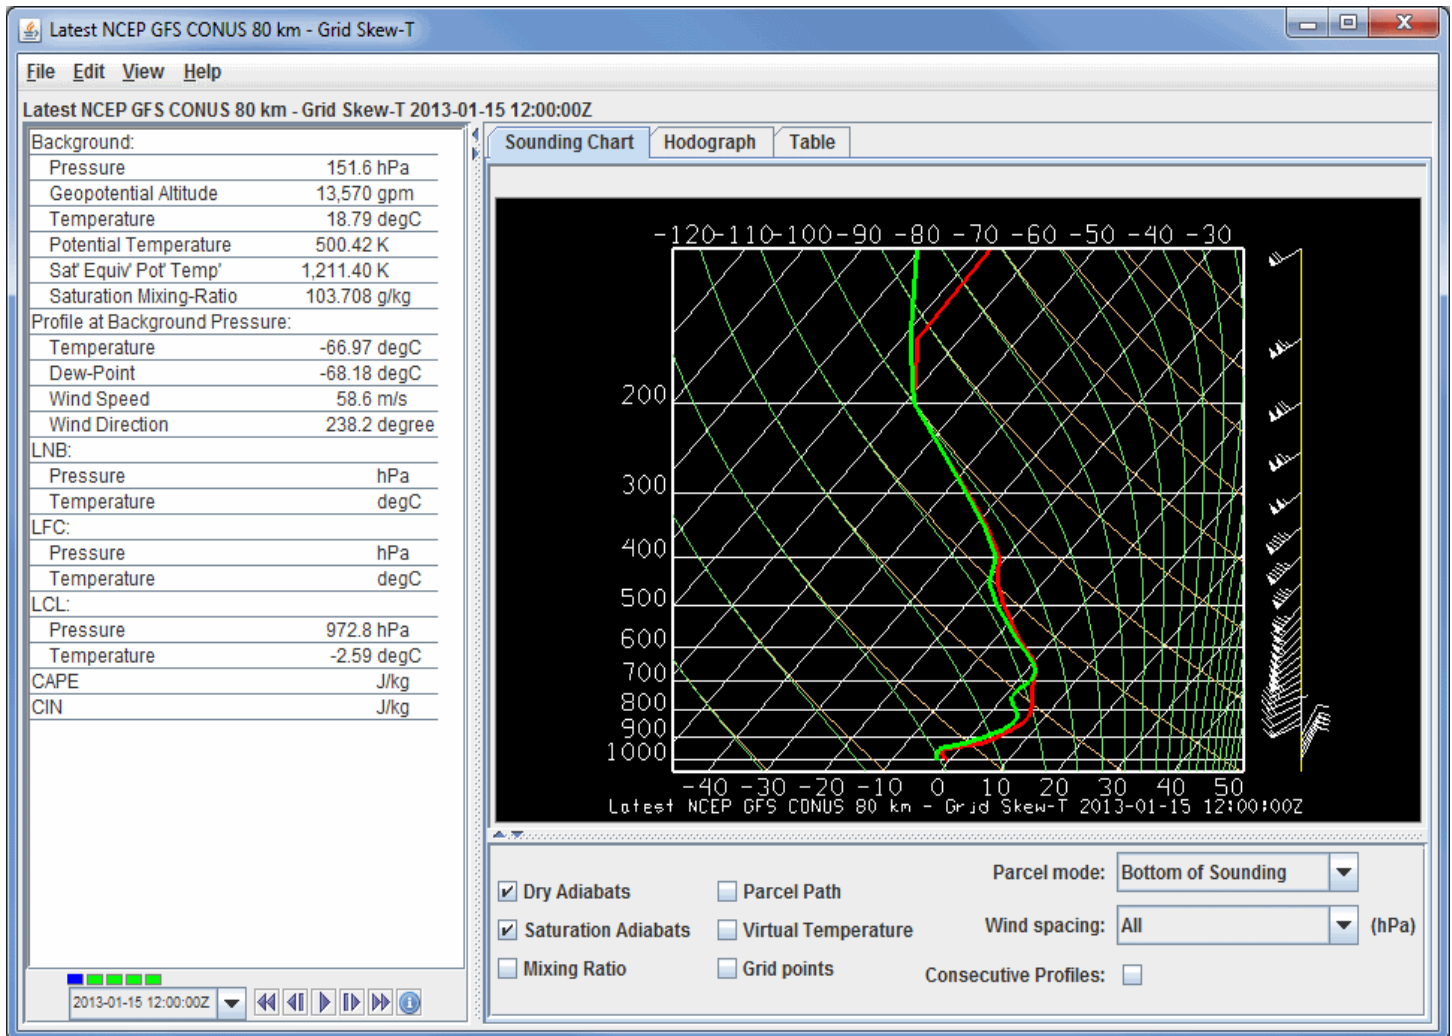 Latest NCEP GFS CONUS 80 km - Grid Skew-T
File Edit View Help
Latest NCEP GFS CONUS 80 km - Grid Skew-T 2013-01-15 12:00:00Z
Background:
Pressure 151.6 hPa
Geopotential Altitude 13,570 gpm
Temperature 18.79 degC
Potential Temperature 500.42 K
Sat' Equiv' Pot' Temp' 1,211.40 K
Saturation Mixing-Ratio 103.708 g/kg
Profile at Background Pressure:
Temperature -66.97 degC
Dew-Point -68.18 degC
Wind Speed 58.6 m/s
Wind Direction 238.2 degree
LNB:
Pressure hPa
Temperature degC
LFC:
Pressure hPa
Temperature degC
LCL:
Pressure 972.8 hPa
Temperature -2.59 degC
CAPE J/kg
CIN J/kg
2013-01-15 12:00:00Z
Sounding Chart Hodograph Table
-120 -110 -100 -90 -80 -70 -60 -50 -40 -30
200
300
400
500
600
700
800
900
1000
-40 -30 -20 -10 0 10 20 30 40 50
Latest NCEP GFS CONUS 80 km - Grid Skew-T 2013-01-15 12:00:00Z
Dry Adiabats Parcel Path Parcel mode: Bottom of Sounding
Saturation Adiabats Virtual Temperature Wind spacing: All (hPa)
Mixing Ratio Grid points Consecutive Profiles: